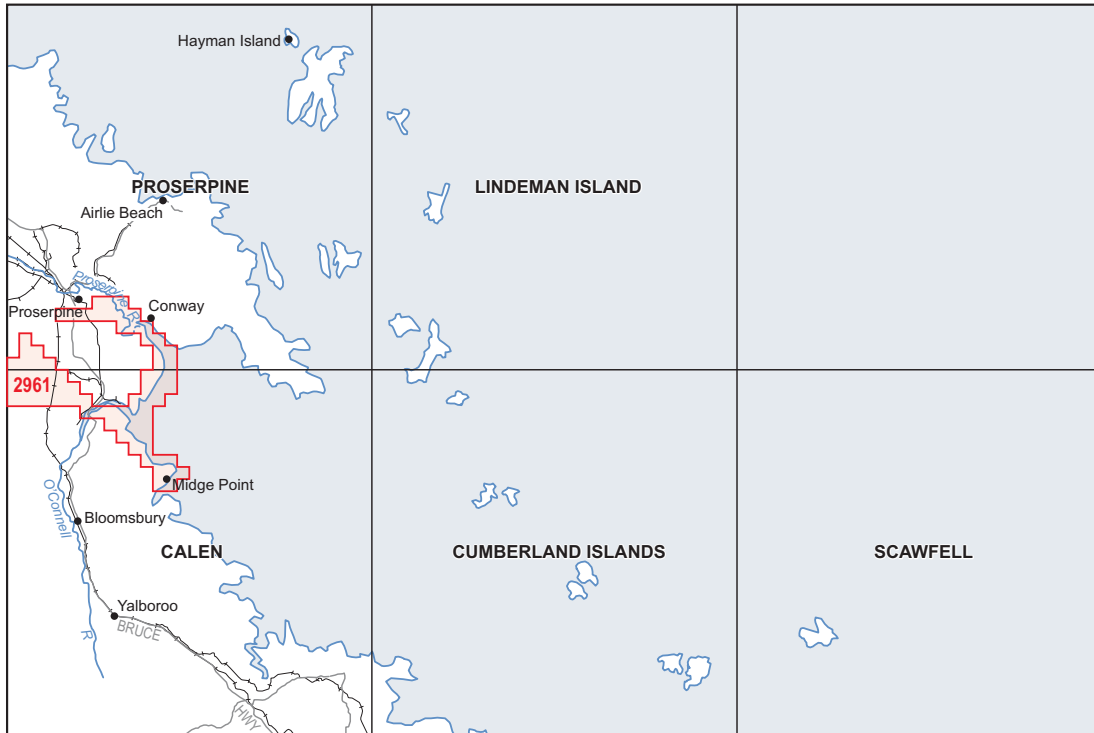 Hayman Island
PROSERPINE
LINDEMAN ISLAND
Airlie Beach
Proserpine R
Proserpine
Conway
2961
Midge Point
O'Connell
R
Bloomsbury
CALEN
CUMBERLAND ISLANDS
SCAWFELL
Yalboroo
BRUCE
HWY